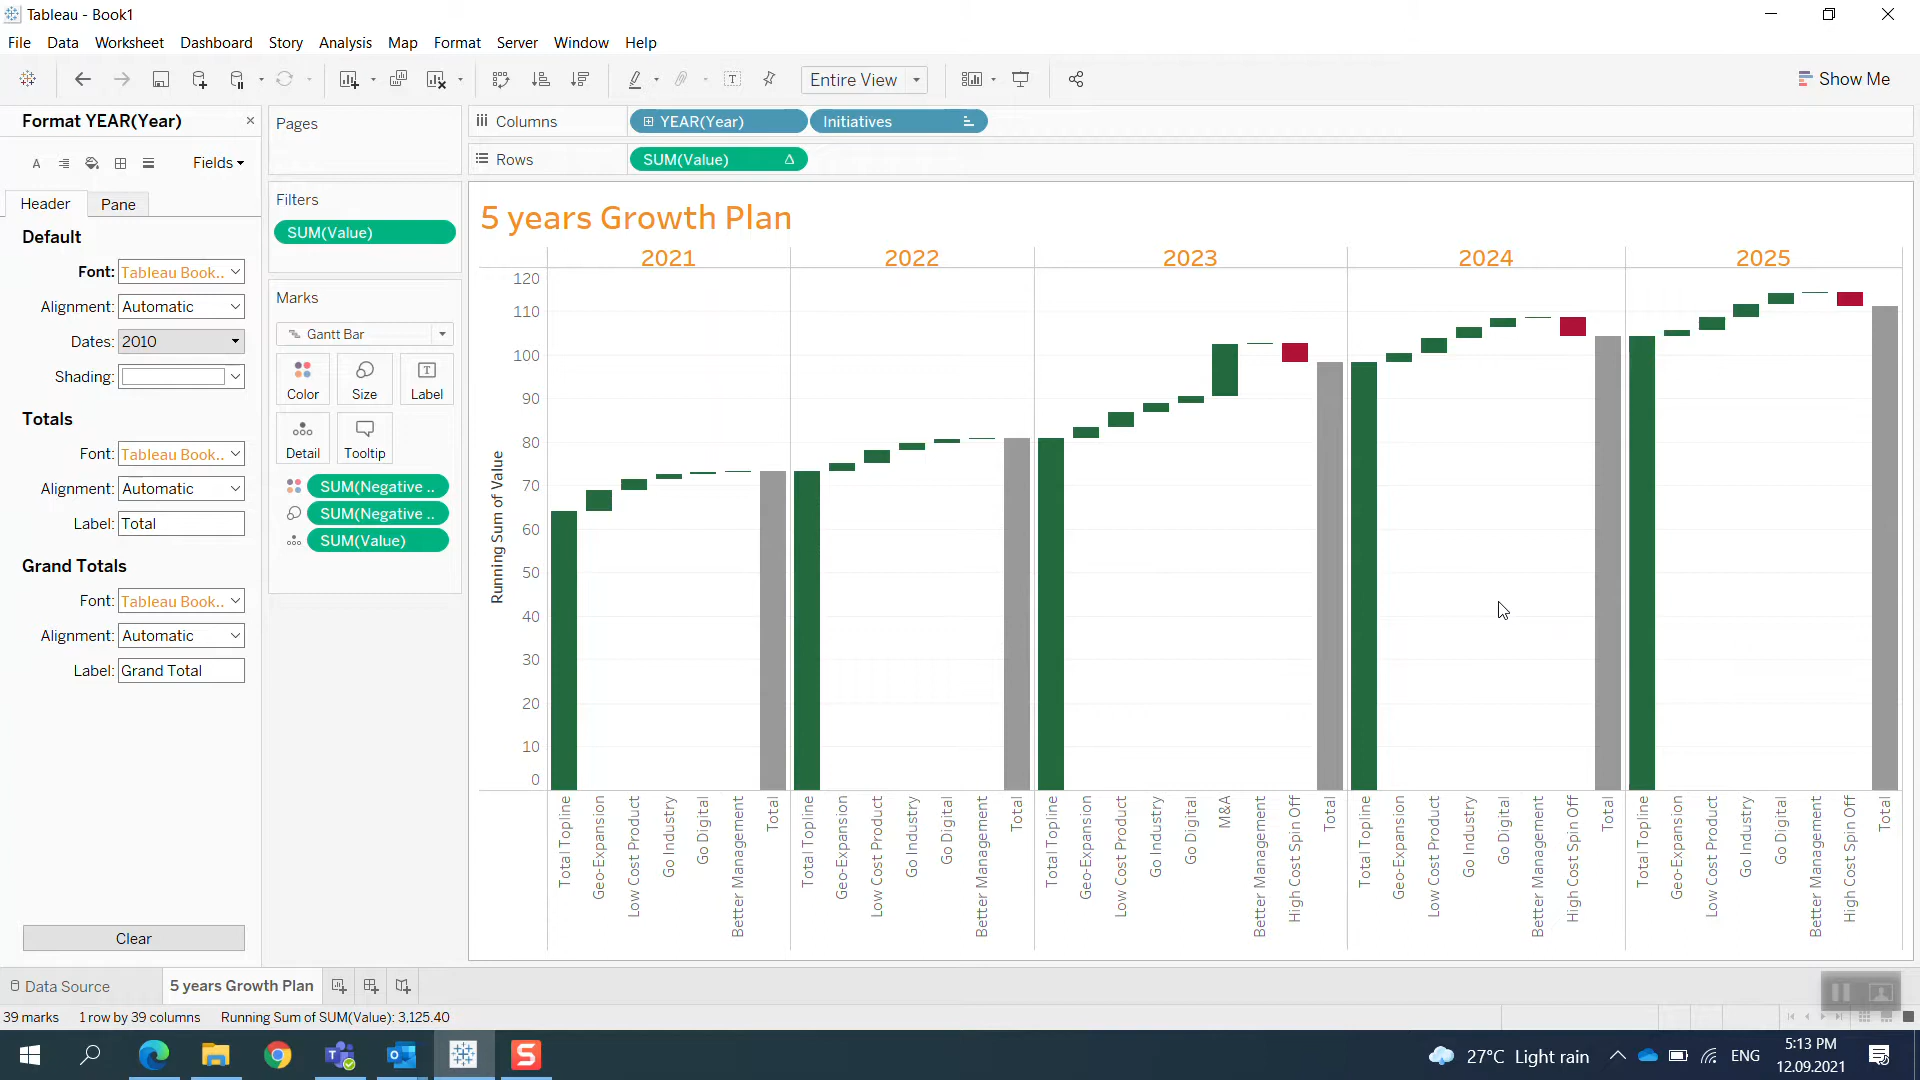 Tableau - Book1
File Data Worksheet Dashboard Story Analysis Map Format Server Window Help
Entire View
Show Me
Format YEAR(Year)
Fields
Header Pane
Default
Font: Tableau Book..
Alignment: Automatic
Dates: 2010
Shading:
Totals
Font: Tableau Book..
Alignment: Automatic
Label: Total
Grand Totals
Font: Tableau Book..
Alignment: Automatic
Label: Grand Total
Clear
Pages
Filters
SUM(Value)
Marks
Gantt Bar
Color Size Label
Detail Tooltip
SUM(Negative ..
SUM(Negative ..
SUM(Value)
Columns YEAR(Year) Initiatives
Rows SUM(Value) Δ
5 years Growth Plan
2021 2022 2023 2024 2025
120
110
100
90
80
70
60
50
40
30
20
10
0
Running Sum of Value
Total Topline
Geo-Expansion
Low Cost Product
Go Industry
Go Digital
Better Management
Total
Total Topline
Geo-Expansion
Low Cost Product
Go Industry
Go Digital
Better Management
Total
Total Topline
Geo-Expansion
Low Cost Product
Go Industry
Go Digital
M&A
Better Management
High Cost Spin Off
Total
Total Topline
Geo-Expansion
Low Cost Product
Go Industry
Go Digital
Better Management
High Cost Spin Off
Total
Total Topline
Geo-Expansion
Low Cost Product
Go Industry
Go Digital
Better Management
High Cost Spin Off
Total
Data Source 5 years Growth Plan
39 marks 1 row by 39 columns Running Sum of SUM(Value): 3,125.40
27°C Light rain ENG
5:13 PM
12.09.2021